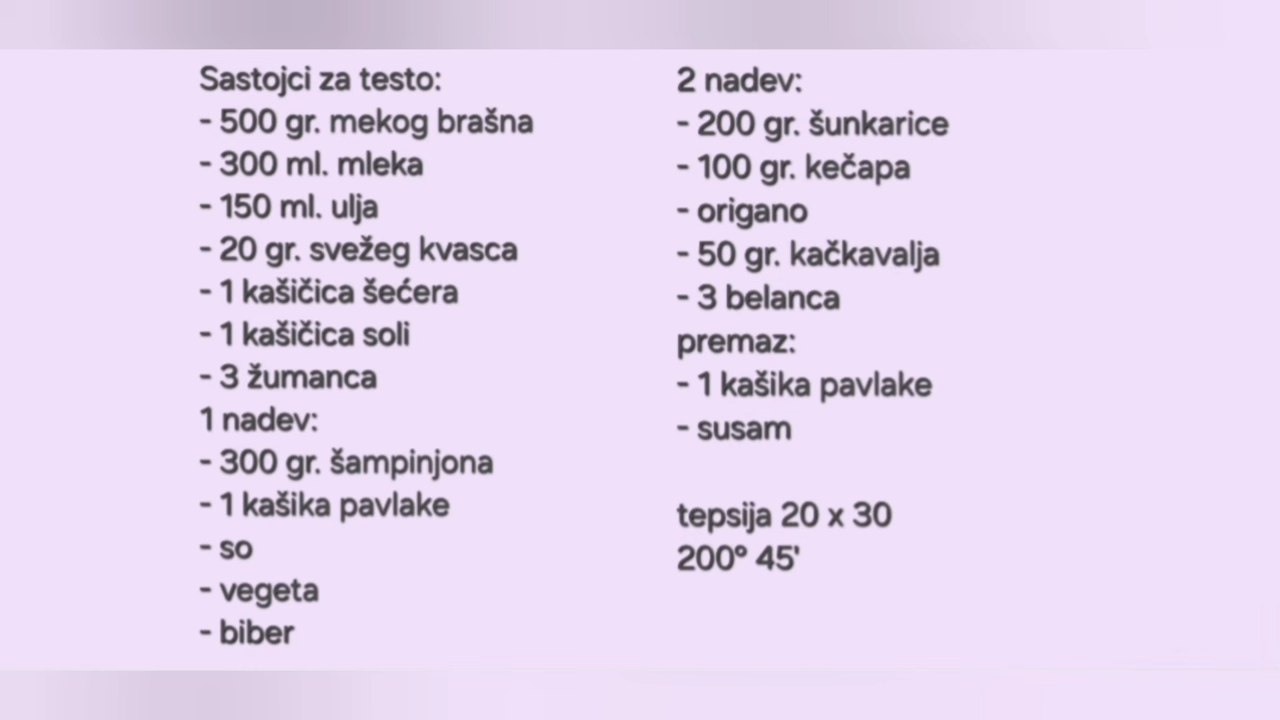 Sastojci za testo:
- 500 gr. mekog brašna
- 300 ml. mleka
- 150 ml. ulja
- 20 gr. svežeg kvasca
- 1 kašičica šećera
- 1 kašičica soli
- 3 žumanca
1 nadev:
- 300 gr. šampinjona
- 1 kašika pavlake
- so
- vegeta
- biber
2 nadev:
- 200 gr. šunkarice
- 100 gr. kečapa
- origano
- 50 gr. kačkavalja
- 3 belanca
premaz:
- 1 kašika pavlake
- susam
tepsija 20 x 30
200° 45'